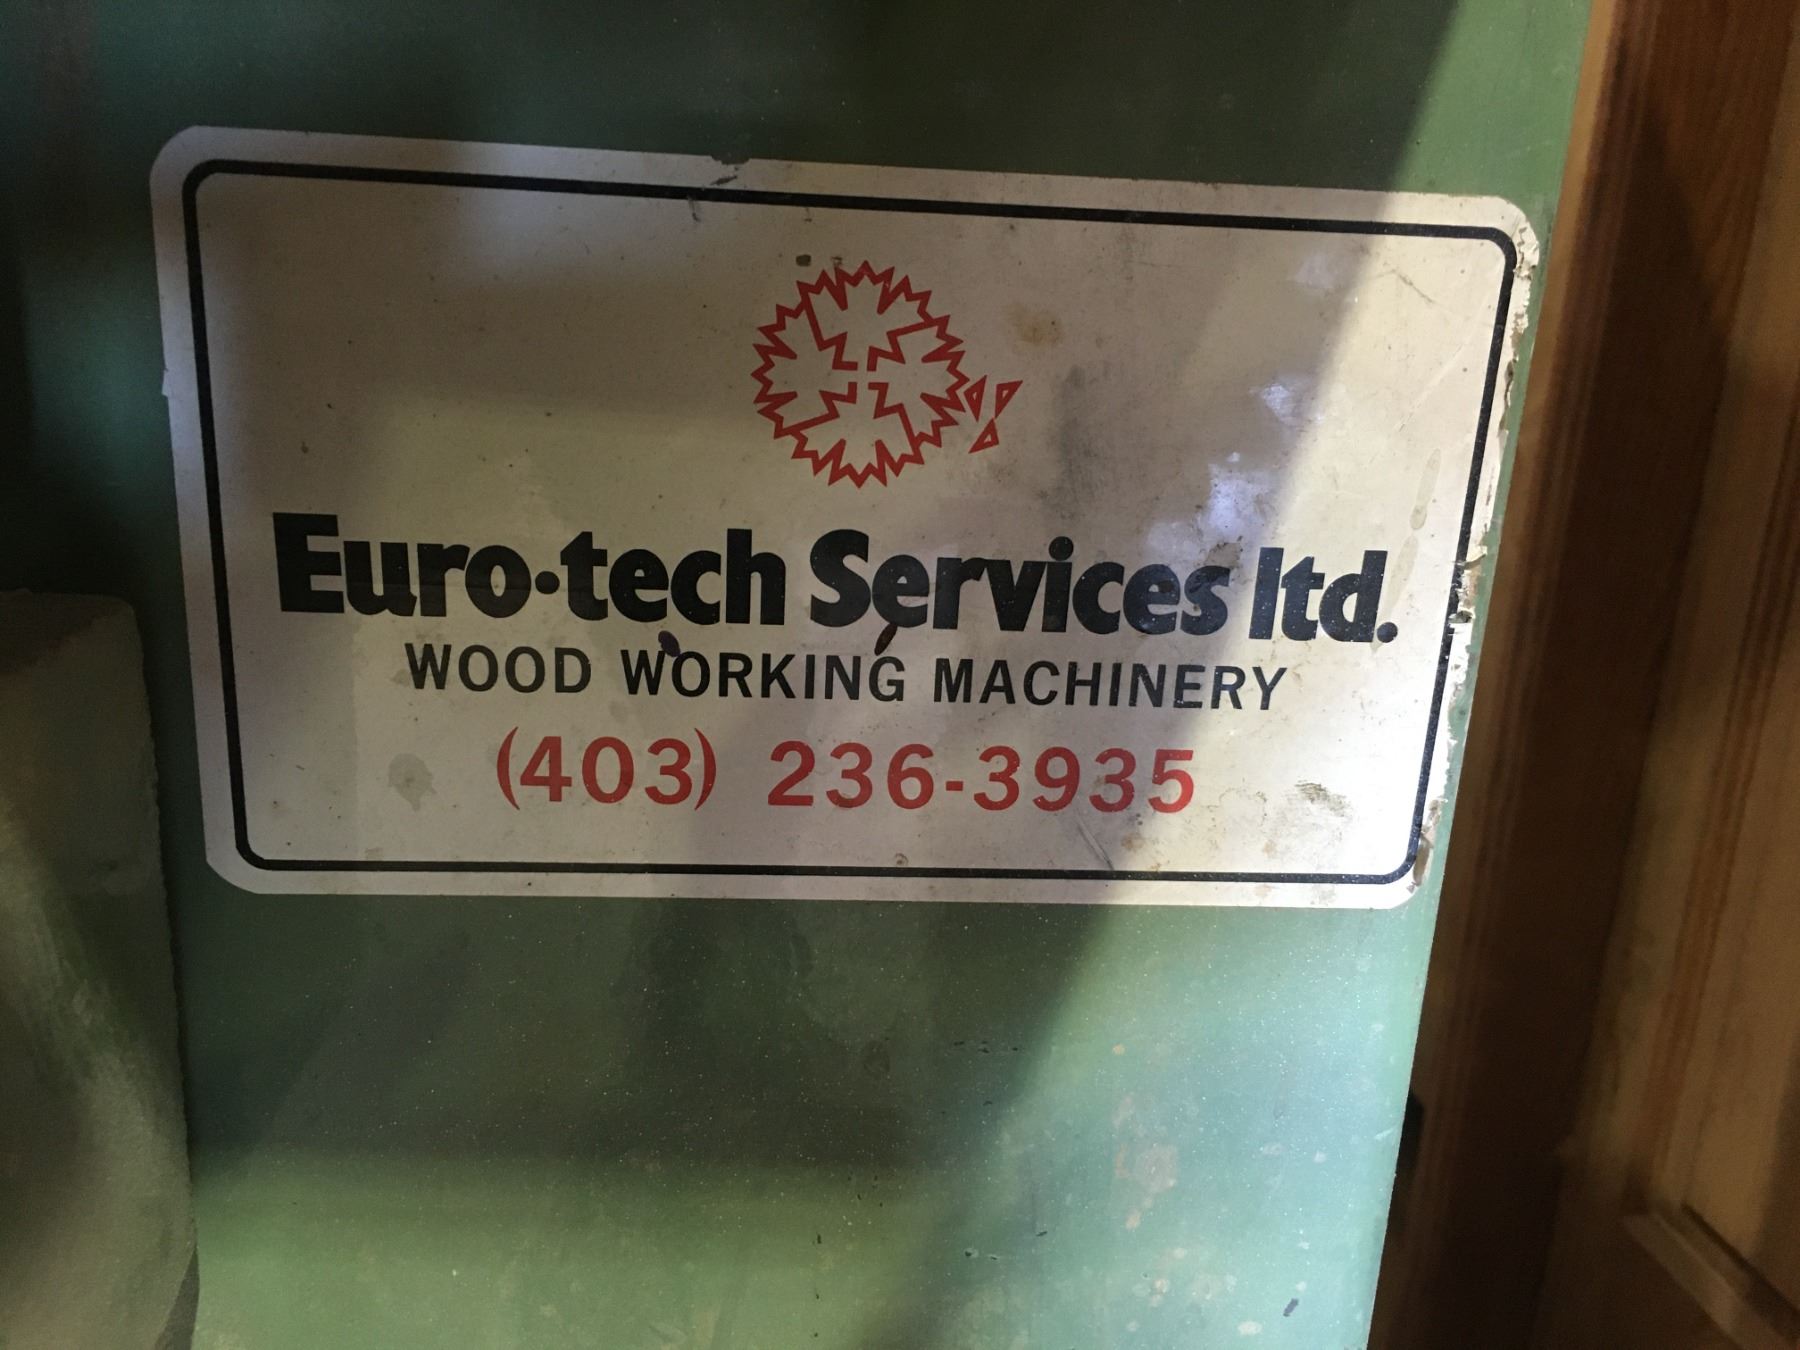 Euro-tech Services ltd.
WOOD WORKING MACHINERY
(403) 236-3935